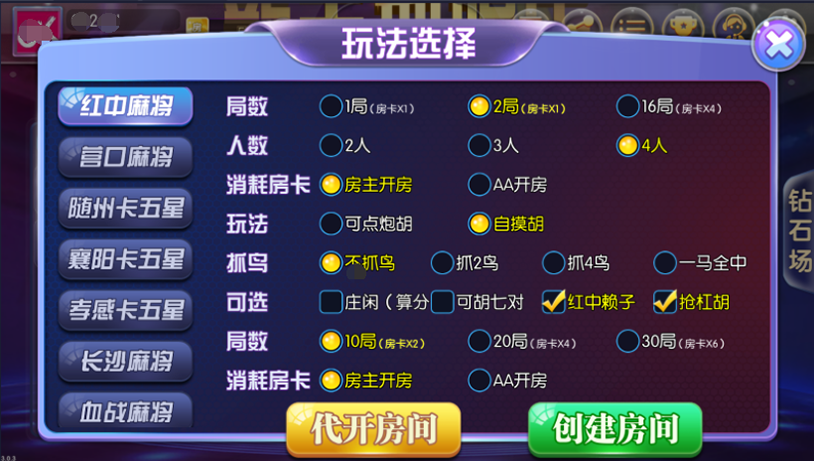 2
玩法选择
红中麻将
营口麻将
随州卡五星
襄阳卡五星
孝感卡五星
长沙麻将
血战麻将
局数 1局(房卡X1) 2局(房卡X1) 16局(房卡X4)
人数 2人 3人 4人
消耗房卡 房主开房 AA开房
玩法 可点炮胡 自摸胡
抓鸟 不抓鸟 抓2鸟 抓4鸟 一马全中
可选 庄闲(算分 可胡七对 红中赖子 抢杠胡
局数 10局(房卡X2) 20局(房卡X4) 30局(房卡X6)
消耗房卡 房主开房 AA开房
代开房间 创建房间
钻石场
3.0.3